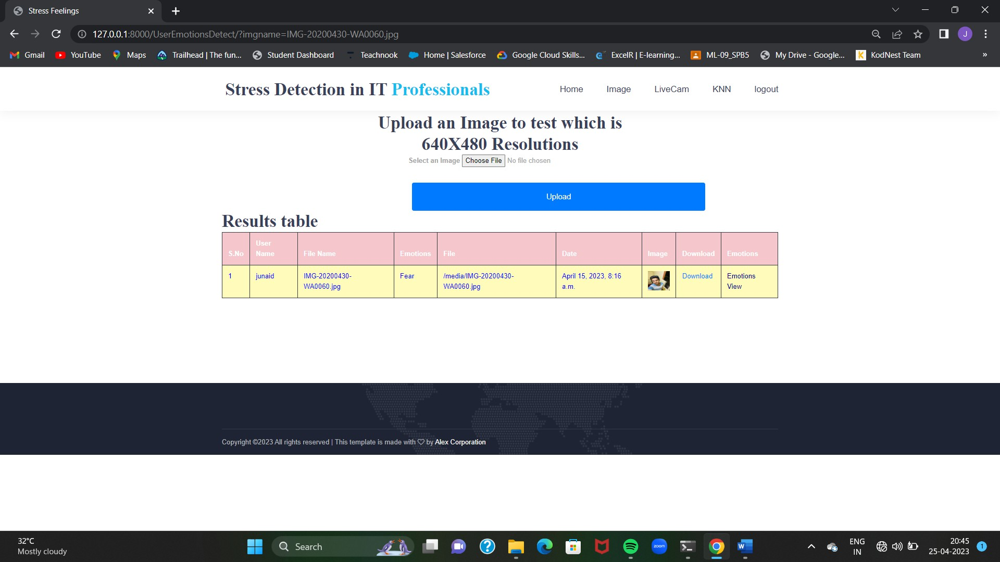 Stress Feelings
127.0.0.1:8000/UserEmotionsDetect/?imgname=IMG-20200430-WA0060.jpg
J
Gmail YouTube Maps Trailhead | The fun... Student Dashboard Teachnook Home | Salesforce Google Cloud Skills... ExcelR | E-learning... ML-09_SPB5 My Drive - Google... KodNest Team »
Stress Detection in IT Professionals
Home Image LiveCam KNN logout
Upload an Image to test which is
640X480 Resolutions
Select an Image Choose File No file chosen
Upload
Results table
S.No User Name File Name Emotions File Date Image Download Emotions
1 junaid IMG-20200430- Fear /media/IMG-20200430- April 15, 2023, 8:16 Download Emotions
WA0060.jpg WA0060.jpg a.m. View
Copyright ©2023 All rights reserved | This template is made with ♡ by Alex Corporation
32°C
Mostly cloudy
Search
zoom
W
ENG
IN
20:45
25-04-2023
1